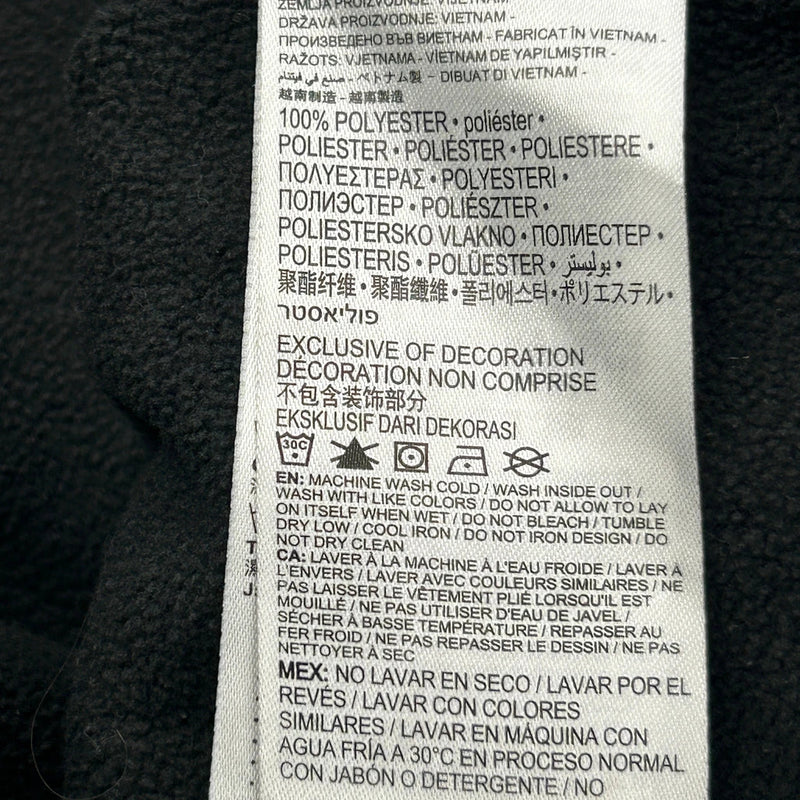 ZEMLJA PROIZVODNJE: VIJETNAM -
DRŽAVA PROIZVODNJE: VIETNAM -
ПРОИЗВЕДЕНО ВЪВ ВИЕТНАМ - FABRICAT ÎN VIETNAM -
RAŽOTS: VJETNAMA - VİETNAM DE YAPILMIŞTIR -
صنع في فيتنام - ベトナム製 - DIBUAT DI VIETNAM -
越南制造 - 越南製造
100% POLYESTER • poliéster •
POLIESTER • POLIÉSTER • POLIESTERE •
ΠΟΛΥΕΣΤΕΡΑΣ • POLYESTERI •
ПОЛИЭСТЕР • POLIÉSZTER •
POLIESTERSKO VLAKNO • ПОЛИЕСТЕР •
POLIESTERIS • POLÜESTER • بوليستر •
聚酯纤维 • 聚酯纖維 • 폴리에스터 • ポリエステル •
פוליאסטר
EXCLUSIVE OF DECORATION
DÉCORATION NON COMPRISE
不包含装饰部分
EKSKLUSIF DARI DEKORASI
30C
EN: MACHINE WASH COLD / WASH INSIDE OUT /
WASH WITH LIKE COLORS / DO NOT ALLOW TO LAY
ON ITSELF WHEN WET / DO NOT BLEACH / TUMBLE
DRY LOW / COOL IRON / DO NOT IRON DESIGN / DO
NOT DRY CLEAN
CA: LAVER À LA MACHINE À L'EAU FROIDE / LAVER A
L'ENVERS / LAVER AVEC COULEURS SIMILAIRES / NE
PAS LAISSER LE VÊTEMENT PLIÉ LORSQU'IL EST
MOUILLÉ / NE PAS UTILISER D'EAU DE JAVEL /
SÉCHER À BASSE TEMPÉRATURE / REPASSER AU
FER FROID / NE PAS REPASSER LE DESSIN / NE PAS
NETTOYER À SEC
MEX: NO LAVAR EN SECO / LAVAR POR EL
REVÉS / LAVAR CON COLORES
SIMILARES / LAVAR EN MÁQUINA CON
AGUA FRÍA A 30°C EN PROCESO NORMAL
CON JABÓN O DETERGENTE / NO